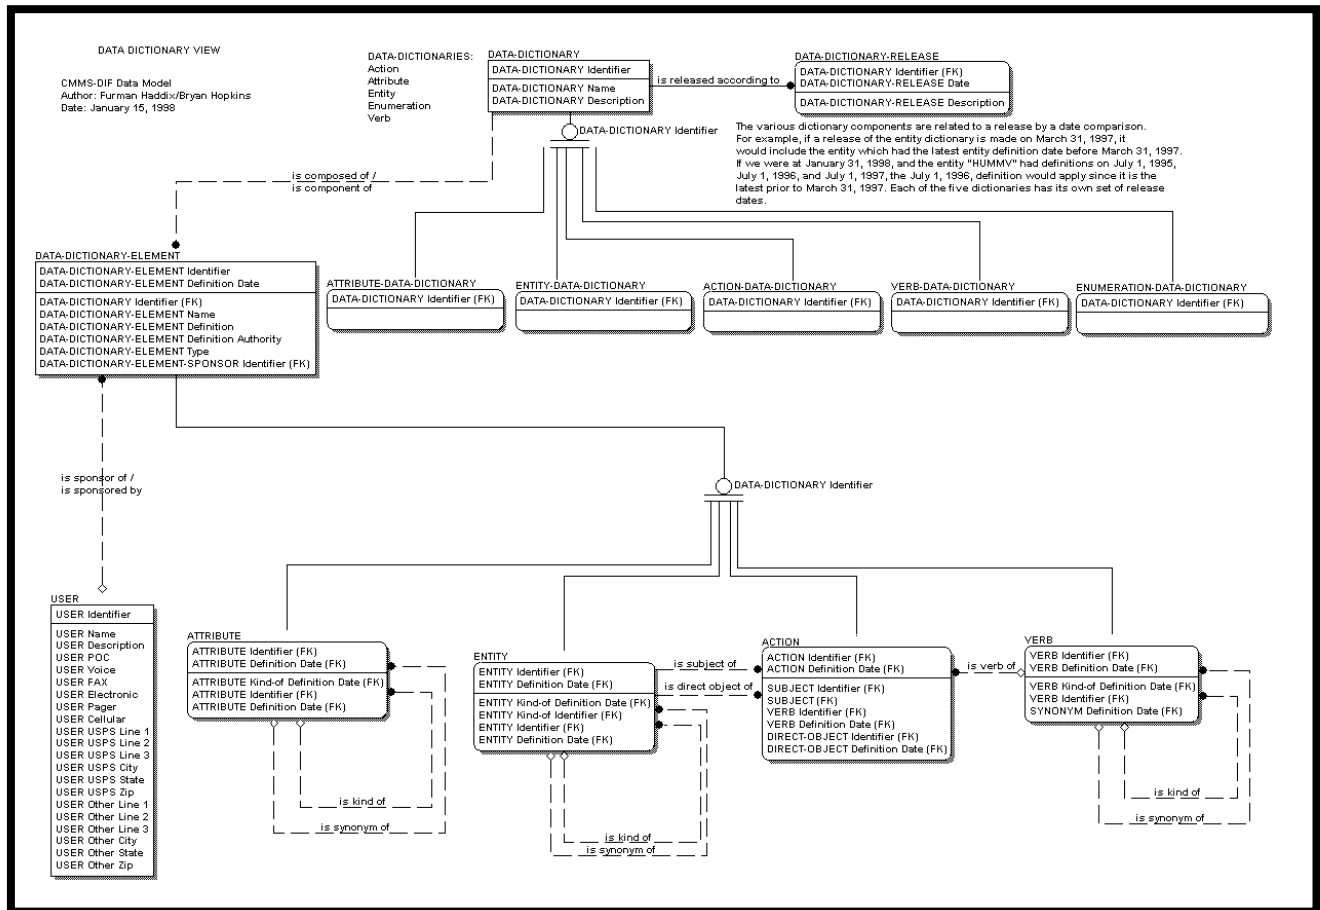 DATA DICTIONARY VIEW
CMMS-DIF Data Model
Author: Furman Haddix/Bryan Hopkins
Date: January 15, 1998
DATA-DICTIONARIES:
Action
Attribute
Entity
Enumeration
Verb
DATA-DICTIONARY
DATA-DICTIONARY Identifier
DATA-DICTIONARY Name
DATA-DICTIONARY Description
is released according to
DATA-DICTIONARY-RELEASE
DATA-DICTIONARY Identifier (FK)
DATA-DICTIONARY-RELEASE Date
DATA-DICTIONARY-RELEASE Description
DATA-DICTIONARY Identifier
The various dictionary components are related to a release by a date comparison.
For example, if a release of the entity dictionary is made on March 31, 1997, it
would include the entity which had the latest entity definition date before March 31, 1997.
If we were at January 31, 1998, and the entity "HUMMY" had definitions on July 1, 1995,
July 1, 1996, and July 1, 1997, the July 1, 1996, definition would apply since it is the
latest prior to March 31, 1997. Each of the five dictionaries has its own set of release
dates.
is composed of /
is component of
DATA-DICTIONARY-ELEMENT
DATA-DICTIONARY-ELEMENT Identifier
DATA-DICTIONARY-ELEMENT Definition Date
DATA-DICTIONARY Identifier (FK)
DATA-DICTIONARY-ELEMENT Name
DATA-DICTIONARY-ELEMENT Definition
DATA-DICTIONARY-ELEMENT Definition Authority
DATA-DICTIONARY-ELEMENT Type
DATA-DICTIONARY-ELEMENT-SPONSOR Identifier (FK)
ATTRIBUTE-DATA-DICTIONARY
DATA-DICTIONARY Identifier (FK)
ENTITY-DATA-DICTIONARY
DATA-DICTIONARY Identifier (FK)
ACTION-DATA-DICTIONARY
DATA-DICTIONARY Identifier (FK)
VERB-DATA-DICTIONARY
DATA-DICTIONARY Identifier (FK)
ENUMERATION-DATA-DICTIONARY
DATA-DICTIONARY Identifier (FK)
is sponsor of /
is sponsored by
DATA-DICTIONARY Identifier
USER
USER Identifier
USER Name
USER Description
USER POC
USER Voice
USER FAX
USER Electronic
USER Pager
USER Cellular
USER USPS Line 1
USER USPS Line 2
USER USPS Line 3
USER USPS City
USER USPS State
USER USPS Zip
USER Other Line 1
USER Other Line 2
USER Other Line 3
USER Other City
USER Other State
USER Other Zip
ATTRIBUTE
ATTRIBUTE Identifier (FK)
ATTRIBUTE Definition Date (FK)
ATTRIBUTE Kind-of Definition Date (FK)
ATTRIBUTE Identifier (FK)
ATTRIBUTE Definition Date (FK)
is kind of
is synonym of
ENTITY
ENTITY Identifier (FK)
ENTITY Definition Date (FK)
ENTITY Kind-of Definition Date (FK)
ENTITY Kind-of Identifier (FK)
ENTITY Identifier (FK)
ENTITY Definition Date (FK)
is kind of
is synonym of
is subject of
is direct object of
ACTION
ACTION Identifier (FK)
ACTION Definition Date (FK)
SUBJECT Identifier (FK)
SUBJECT (FK)
VERB Identifier (FK)
VERB Definition Date (FK)
DIRECT-OBJECT Identifier (FK)
DIRECT-OBJECT Definition Date (FK)
is verb of
VERB
VERB Identifier (FK)
VERB Definition Date (FK)
VERB Kind-of Definition Date (FK)
VERB Identifier (FK)
SYNONYM Definition Date (FK)
is kind of
is synonym of